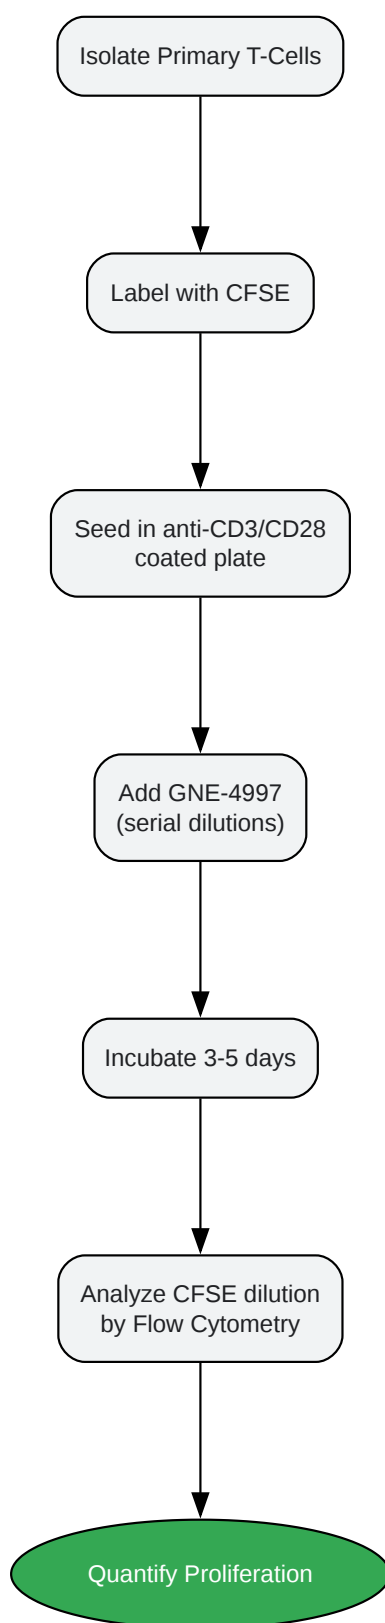 Isolate Primary T-Cells
Label with CFSE
Seed in anti-CD3/CD28
coated plate
Add GNE-4997
(serial dilutions)
Incubate 3-5 days
Analyze CFSE dilution
by Flow Cytometry
Quantify Proliferation